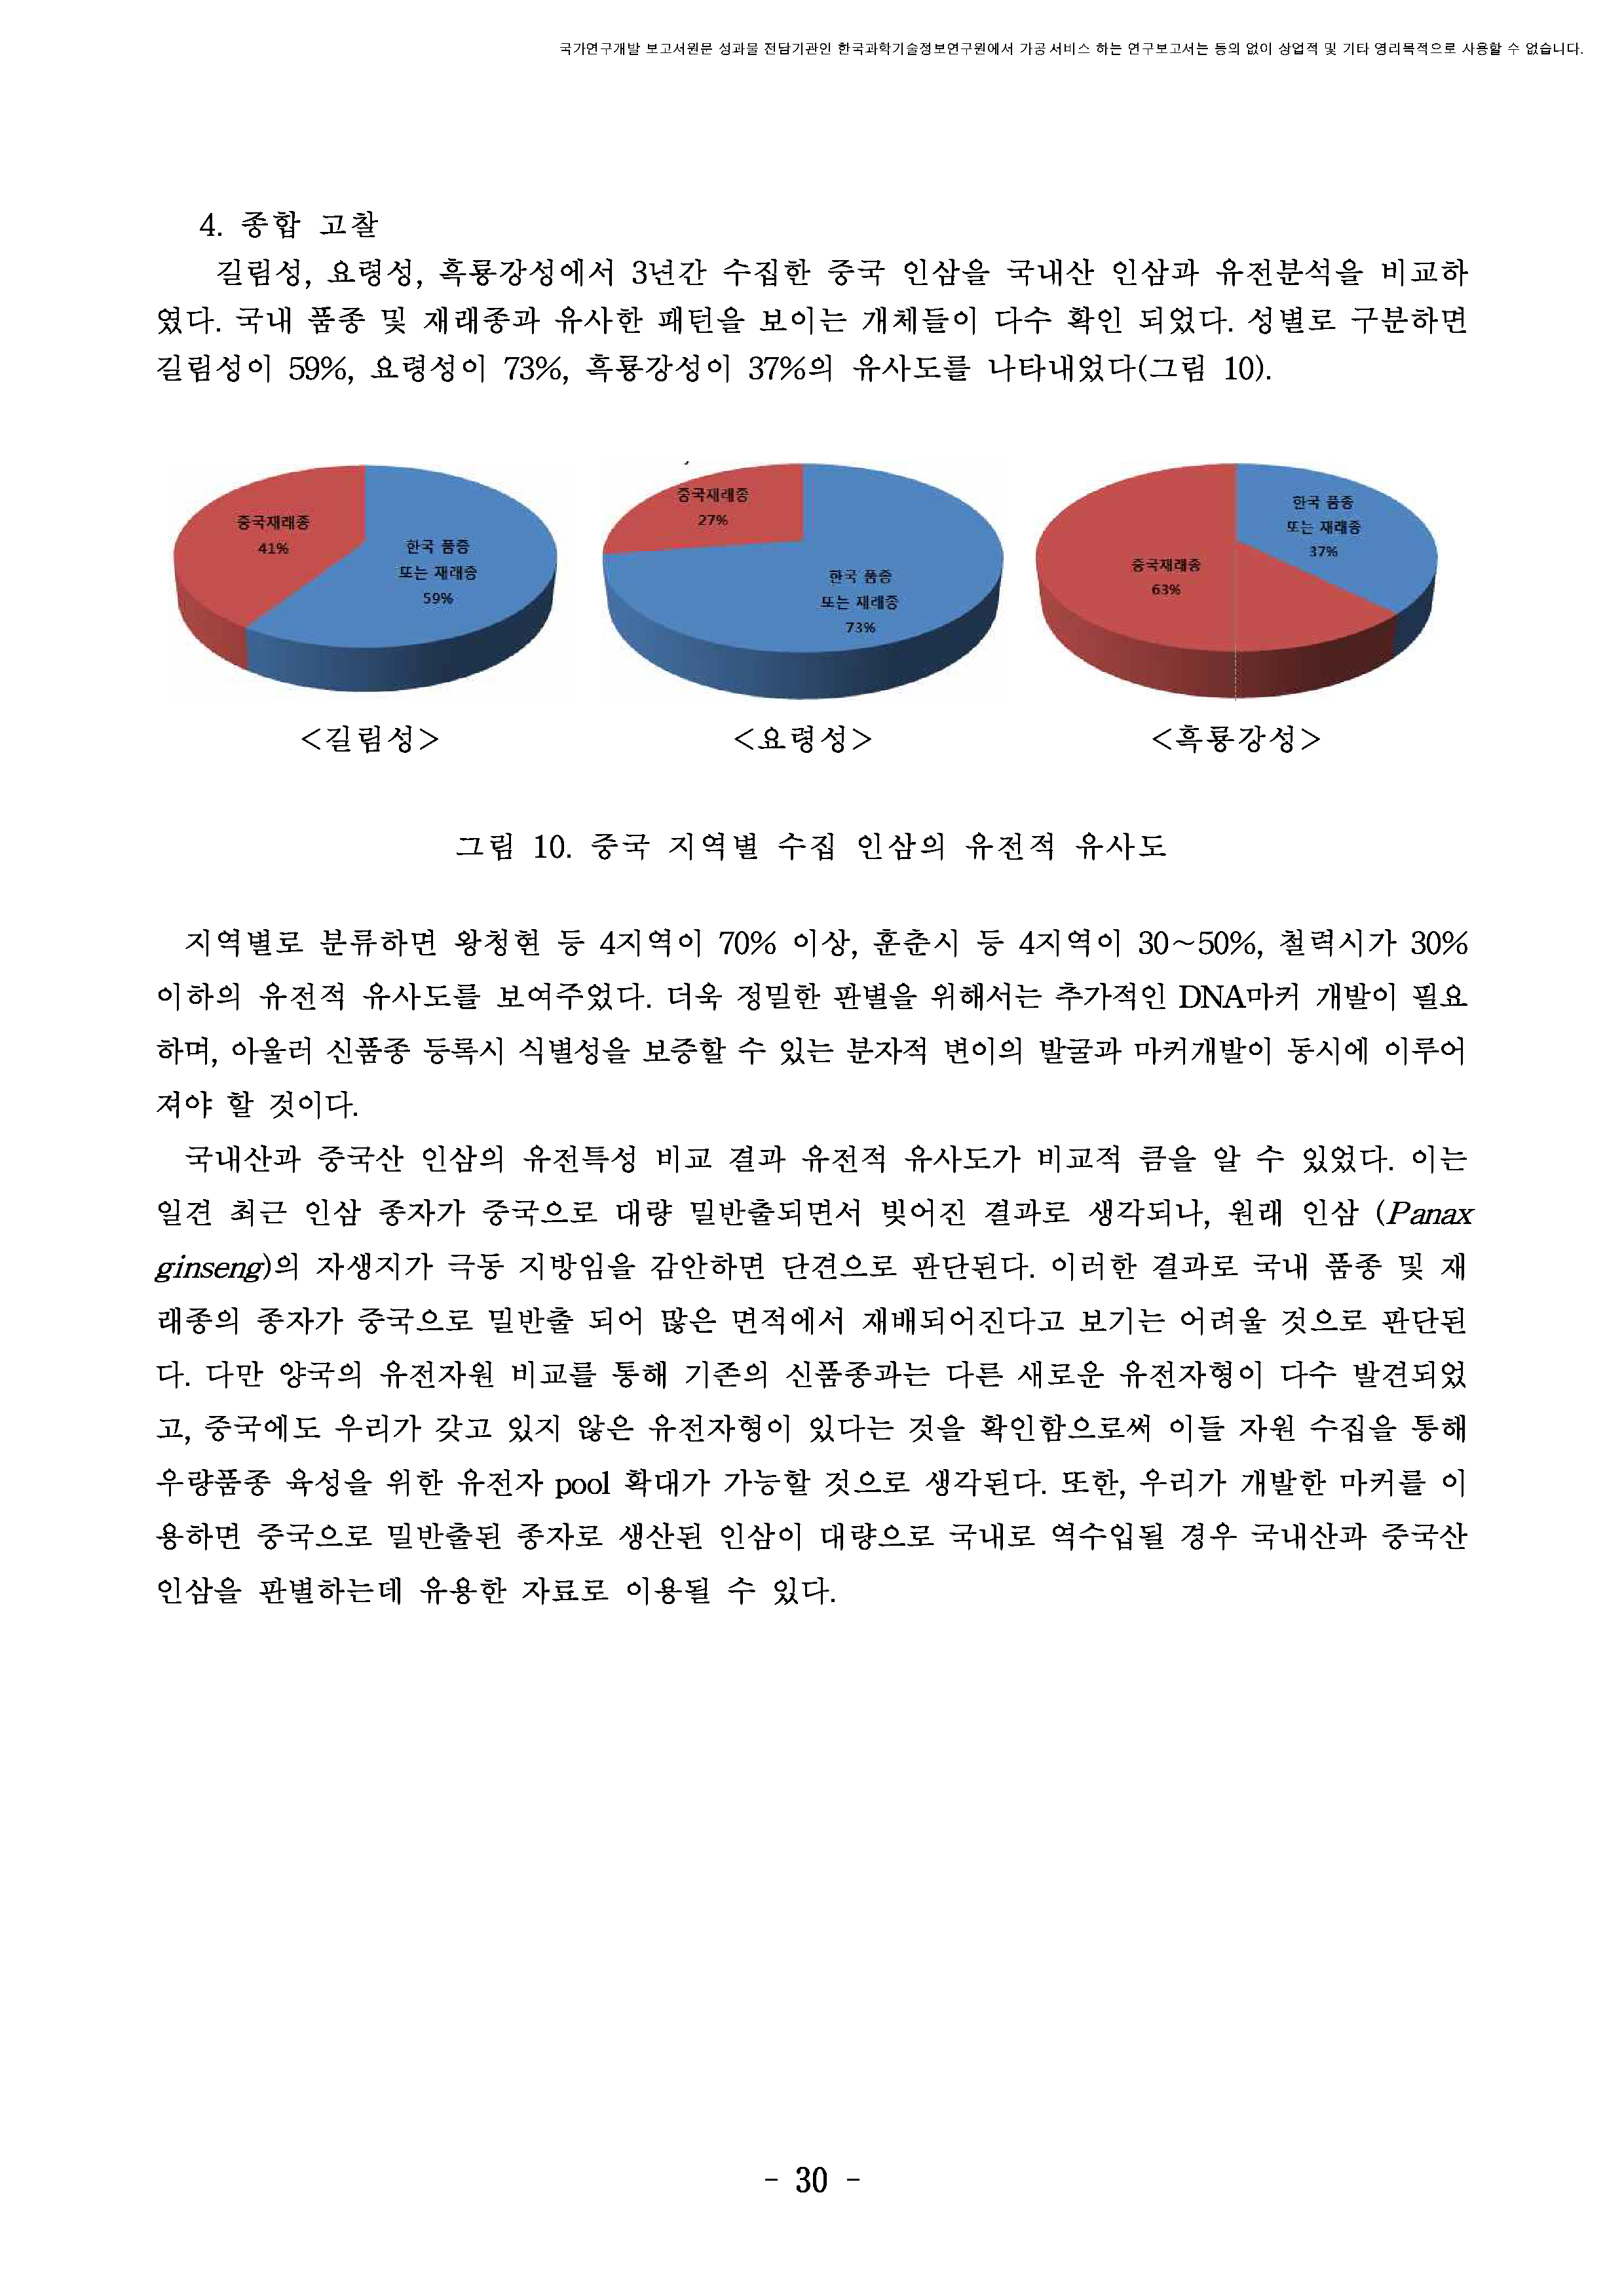 국가연구개발 보고서원문 성과물 전담기관인 한국과학기술정보연구원에서 가공·서비스 하는 연구보고서는 동의 없이 상업적 및 기타 영리목적으로 사용할 수 없습니다.
4. 종합 고찰
길림성, 요령성, 흑룡강성에서 3년간 수집한 중국 인삼을 국내산 인삼과 유전분석을 비교하
였다. 국내 품종 및 재래종과 유사한 패턴을 보이는 개체들이 다수 확인 되었다. 성별로 구분하면
길림성이 59%, 요령성이 73%, 흑룡강성이 37%의 유사도를 나타내었다(그림 10).
중국재래종
41%
한국 품종
또는 재래종
59%
중국재래종
27%
한국 품종
또는 재래종
73%
중국재래종
63%
한국 품종
또는 재래종
37%
<길림성>
<요령성>
<흑룡강성>
그림 10. 중국 지역별 수집 인삼의 유전적 유사도
지역별로 분류하면 왕청현 등 4지역이 70% 이상, 훈춘시 등 4지역이 30~50%, 철력시가 30%
이하의 유전적 유사도를 보여주었다. 더욱 정밀한 판별을 위해서는 추가적인 DNA마커 개발이 필요
하며, 아울러 신품종 등록시 식별성을 보증할 수 있는 분자적 변이의 발굴과 마커개발이 동시에 이루어
져야 할 것이다.
국내산과 중국산 인삼의 유전특성 비교 결과 유전적 유사도가 비교적 큼을 알 수 있었다. 이는
일견 최근 인삼 종자가 중국으로 대량 밀반출되면서 빚어진 결과로 생각되나, 원래 인삼 (Panax
ginseng)의 자생지가 극동 지방임을 감안하면 단견으로 판단된다. 이러한 결과로 국내 품종 및 재
래종의 종자가 중국으로 밀반출 되어 많은 면적에서 재배되어진다고 보기는 어려울 것으로 판단된
다. 다만 양국의 유전자원 비교를 통해 기존의 신품종과는 다른 새로운 유전자형이 다수 발견되었
고, 중국에도 우리가 갖고 있지 않은 유전자형이 있다는 것을 확인함으로써 이들 자원 수집을 통해
우량품종 육성을 위한 유전자 pool 확대가 가능할 것으로 생각된다. 또한, 우리가 개발한 마커를 이
용하면 중국으로 밀반출된 종자로 생산된 인삼이 대량으로 국내로 역수입될 경우 국내산과 중국산
인삼을 판별하는데 유용한 자료로 이용될 수 있다.
- 30 -